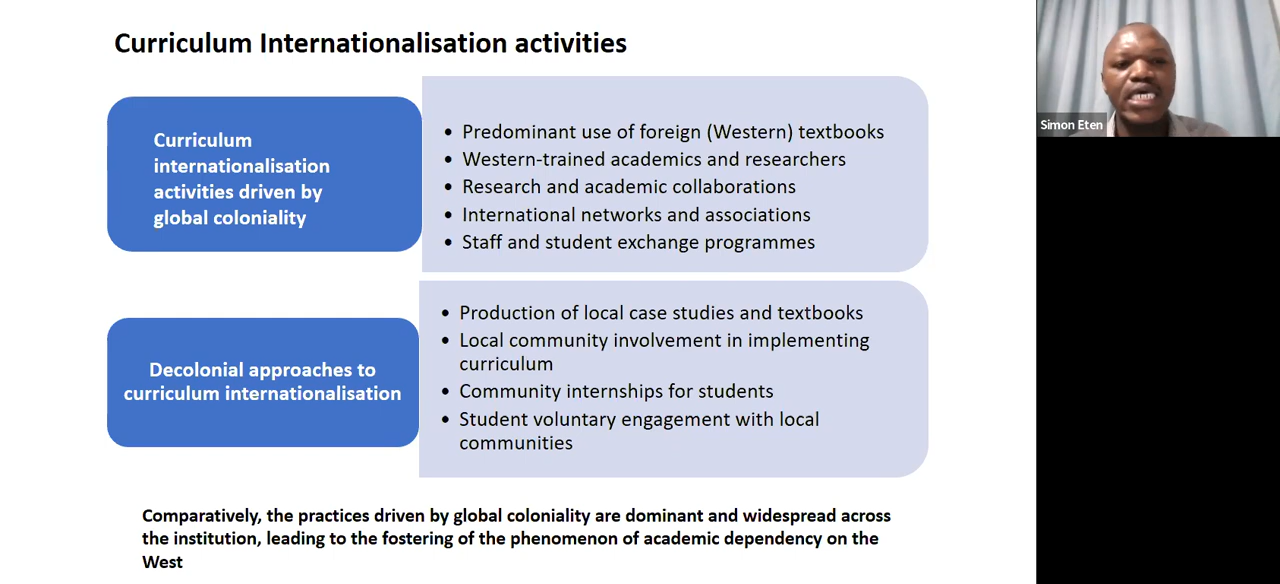 Curriculum Internationalisation activities
Curriculum
internationalisation
activities driven by
global coloniality
• Predominant use of foreign (Western) textbooks
• Western-trained academics and researchers
• Research and academic collaborations
• International networks and associations
• Staff and student exchange programmes
Decolonial approaches to
curriculum internationalisation
• Production of local case studies and textbooks
• Local community involvement in implementing
curriculum
• Community internships for students
• Student voluntary engagement with local
communities
Comparatively, the practices driven by global coloniality are dominant and widespread across
the institution, leading to the fostering of the phenomenon of academic dependency on the
West
Simon Eten